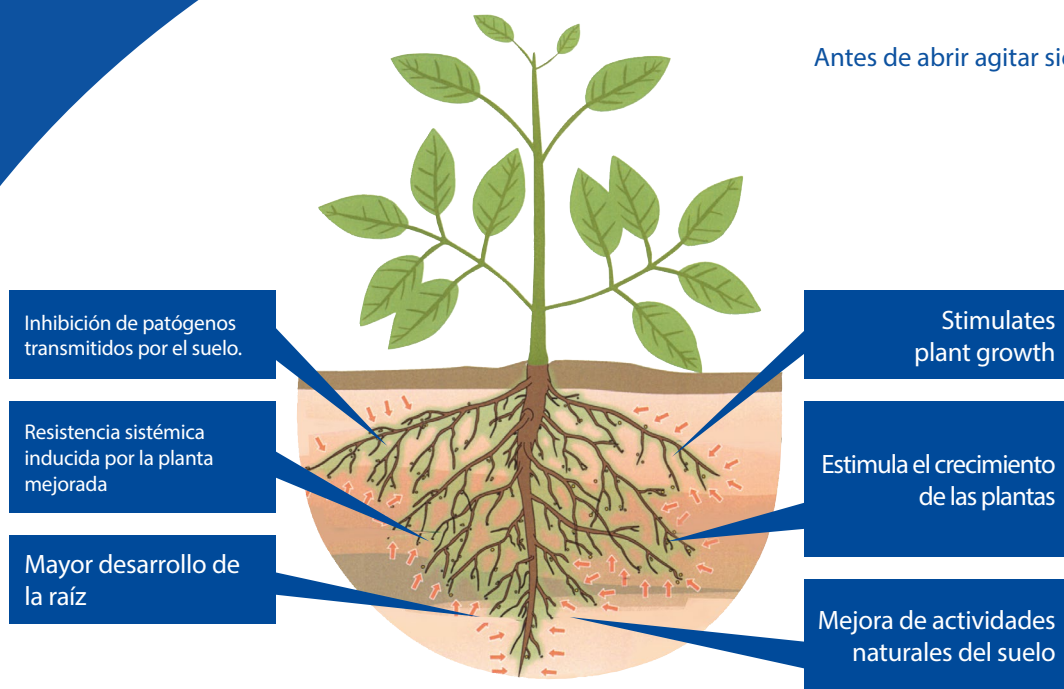 Antes de abrir agitar
Inhibición de patógenos
transmitidos por el suelo.
Resistencia sistémica
inducida por la planta
mejorada
Mayor desarrollo de
la raíz
Stimulates
plant growth
Estimula el crecimiento
de las plantas
Mejora de actividades
naturales del suelo